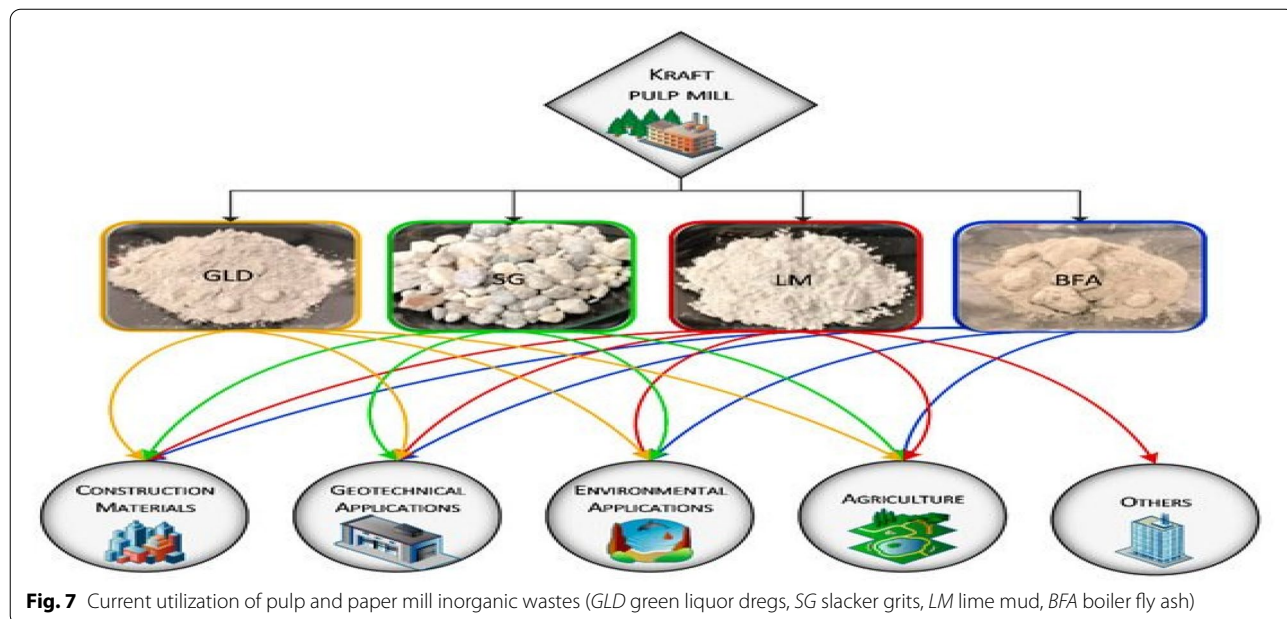 KRAFT
PULP MILL
GLD
SG
LM
BFA
CONSTRUCTION
MATERIALS
GEOTECHNICAL
APPLICATIONS
ENVIRONMENTAL
APPLICATIONS
AGRICULTURE
OTHERS
Fig. 7 Current utilization of pulp and paper mill inorganic wastes (GLD green liquor dregs, SG slacker grits, LM lime mud, BFA boiler fly ash)